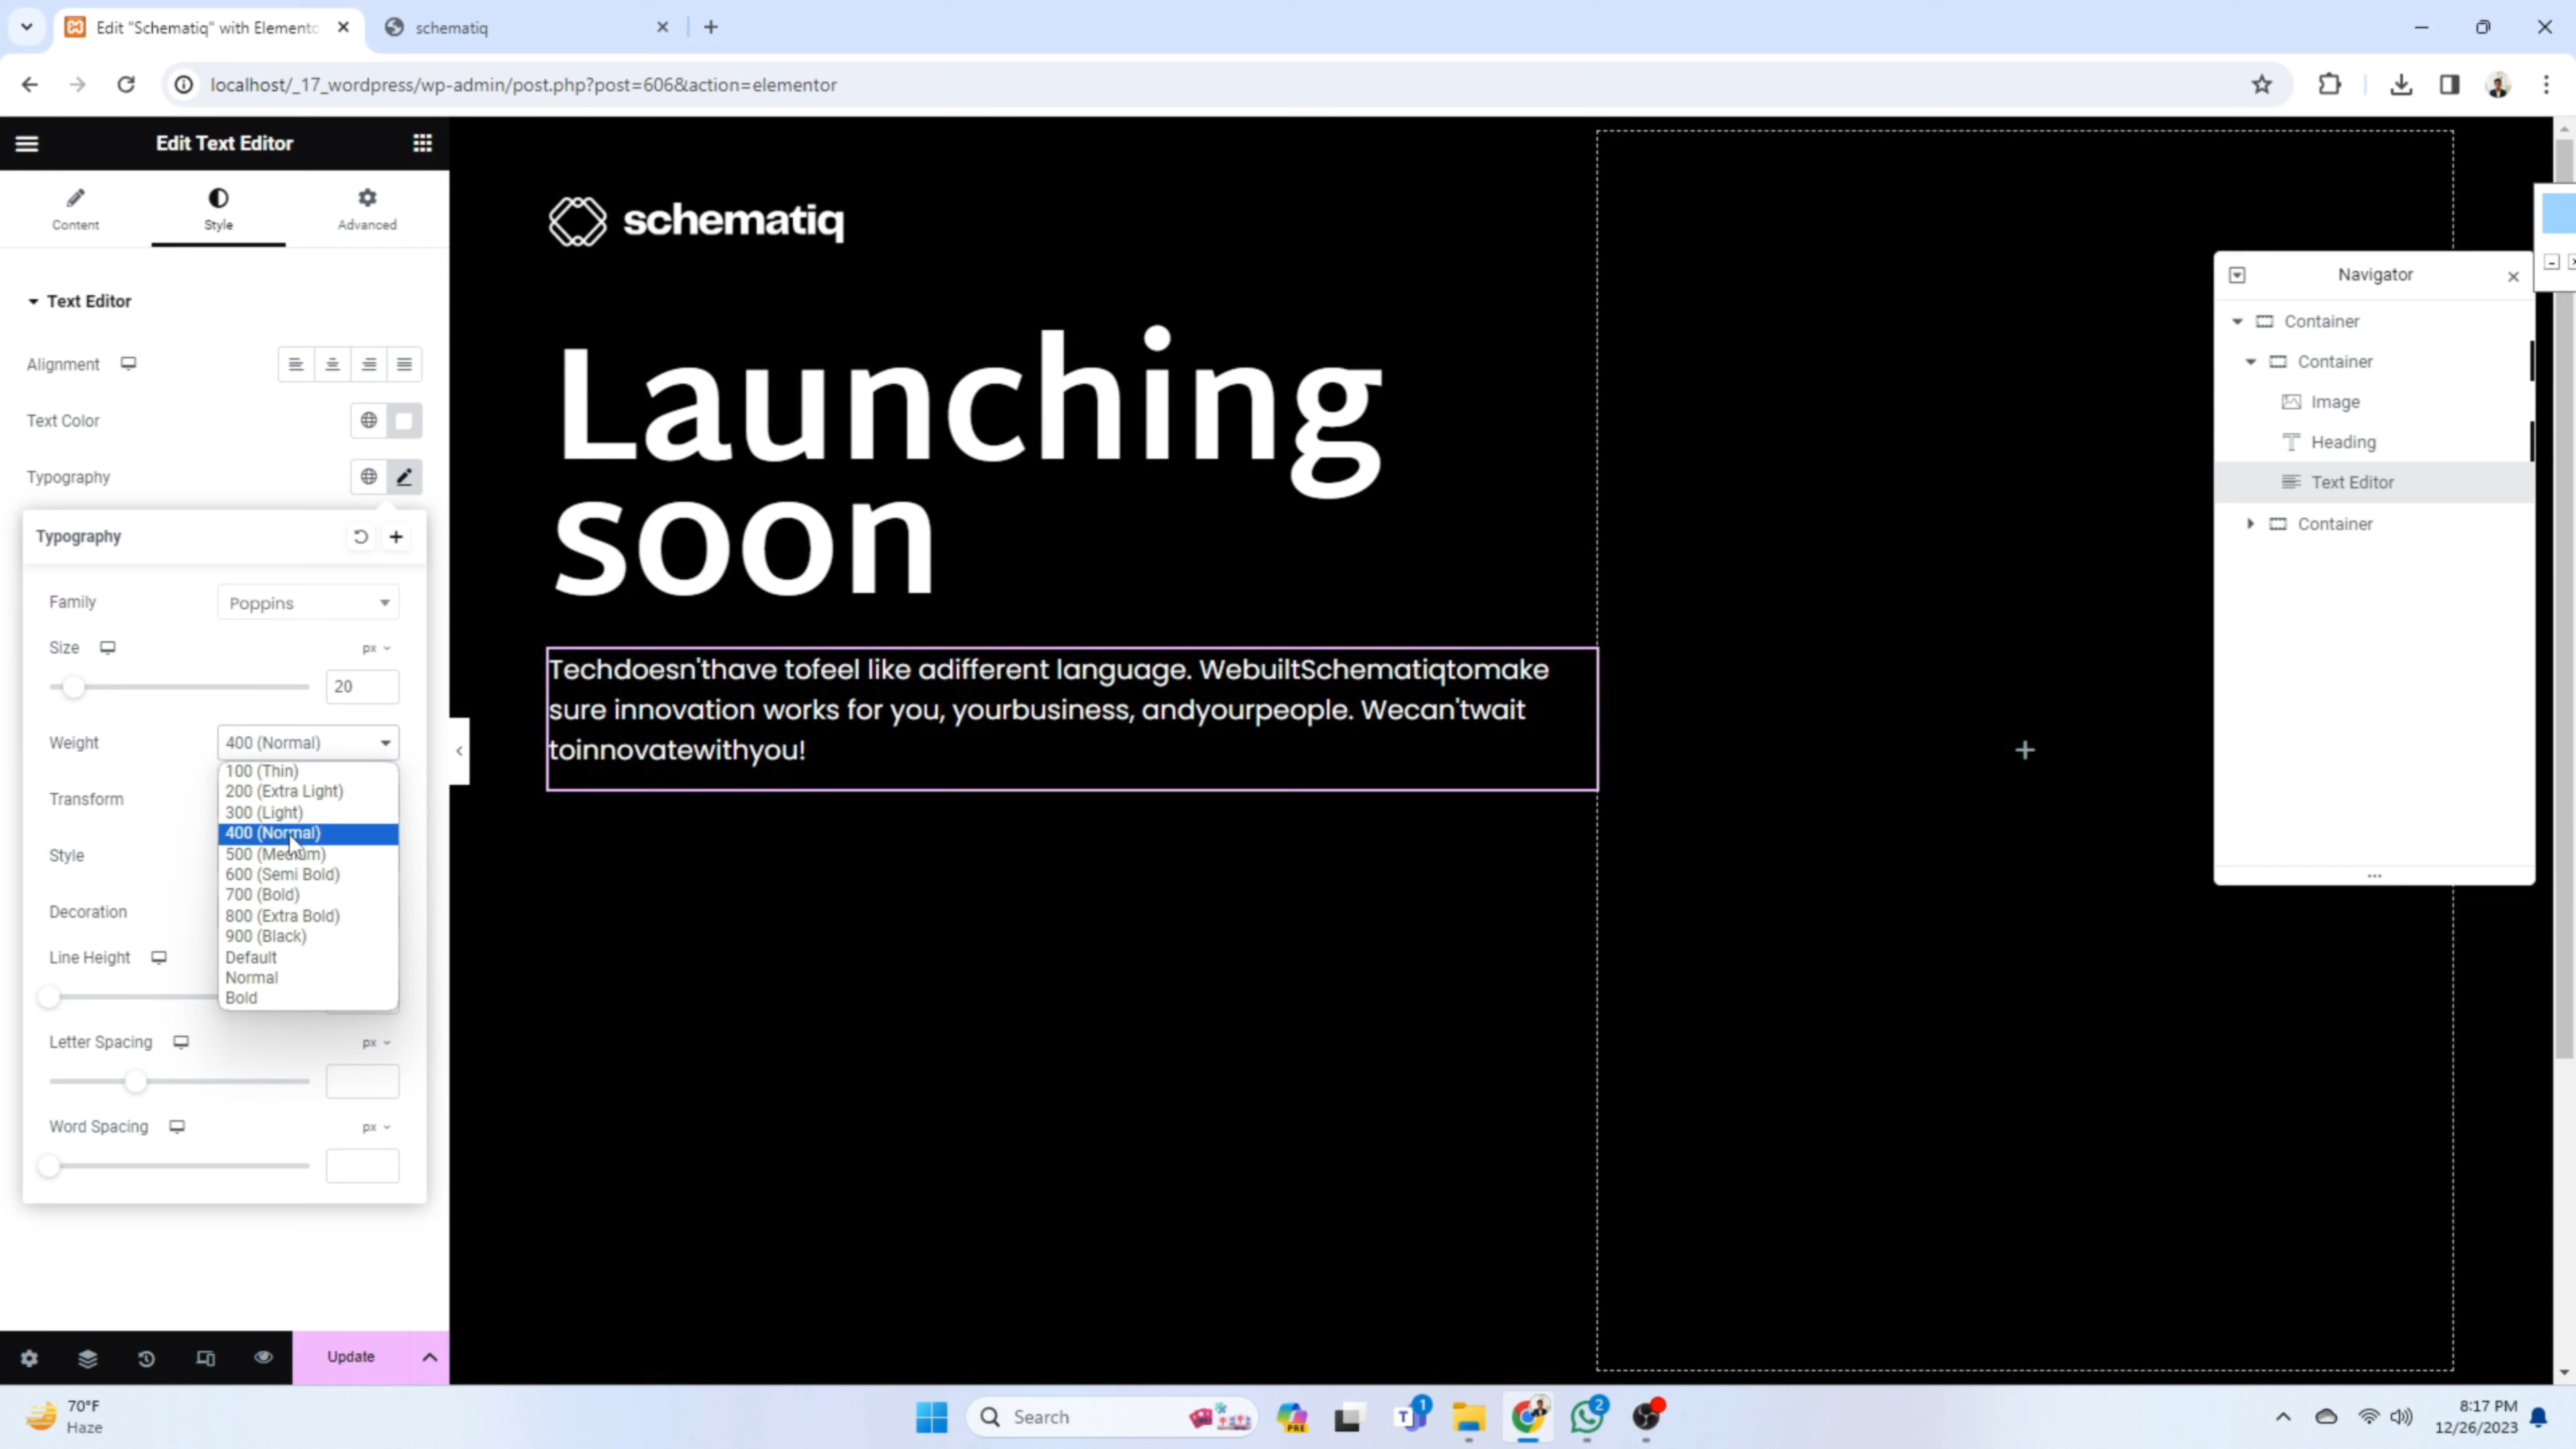 Edit "Schematiq" with Elemento
schematiq
localhost/_17_wordpress/wp-admin/post.php?post=606&action=elementor
Edit Text Editor
Content
Style
Advanced
Text Editor
Alignment
Text Color
Typography
Typography
Family
Poppins
Size
px
20
Weight
400 (Normal)
100 (Thin)
200 (Extra Light)
300 (Light)
400 (Normal)
500 (Medium)
600 (Semi Bold)
700 (Bold)
800 (Extra Bold)
900 (Black)
Default
Normal
Bold
Transform
Style
Decoration
Line Height
Letter Spacing
px
Word Spacing
px
Update
schematiq
Launching
soon
Techdoesn'thave tofeel like adifferent language. WebuiltSchematiqtomake
sure innovation works for you, yourbusiness, andyourpeople. Wecan'twait
toinnovatewithyou!
Navigator
Container
Container
Image
Heading
Text Editor
Container
70°F
Haze
Search
PRE
T
1
2
8:17 PM
12/26/2023